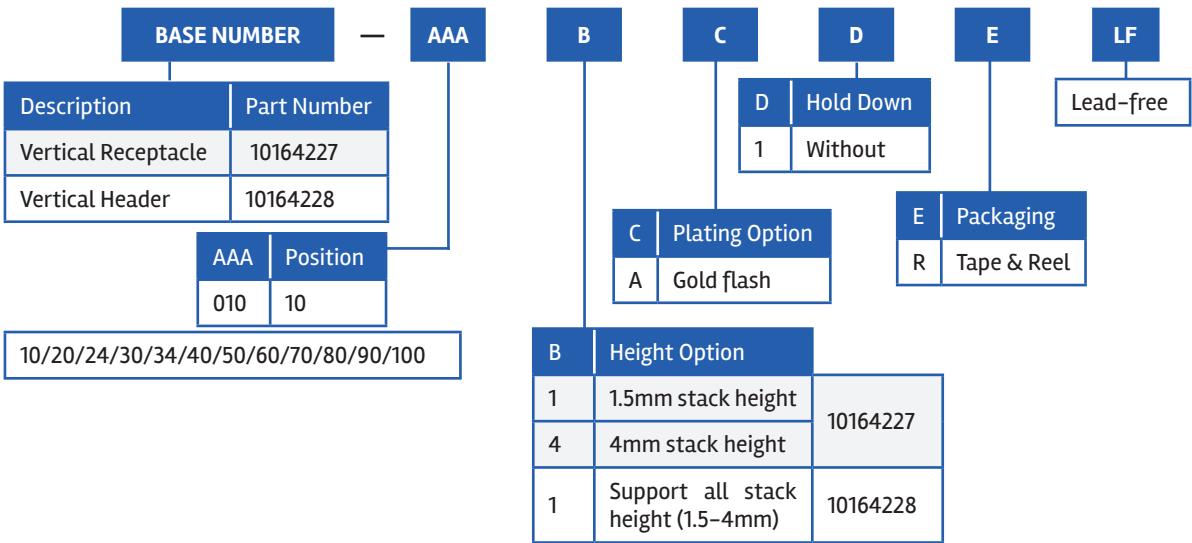 BASE NUMBER — AAA B C D E LF
Description Part Number
Vertical Receptacle 10164227
Vertical Header 10164228
AAA Position
010 10
10/20/24/30/34/40/50/60/70/80/90/100
B Height Option
1 1.5mm stack height
4 4mm stack height
10164227
1 Support all stack
height (1.5-4mm)
10164228
C Plating Option
A Gold flash
D Hold Down
1 Without
E Packaging
R Tape & Reel
Lead-free